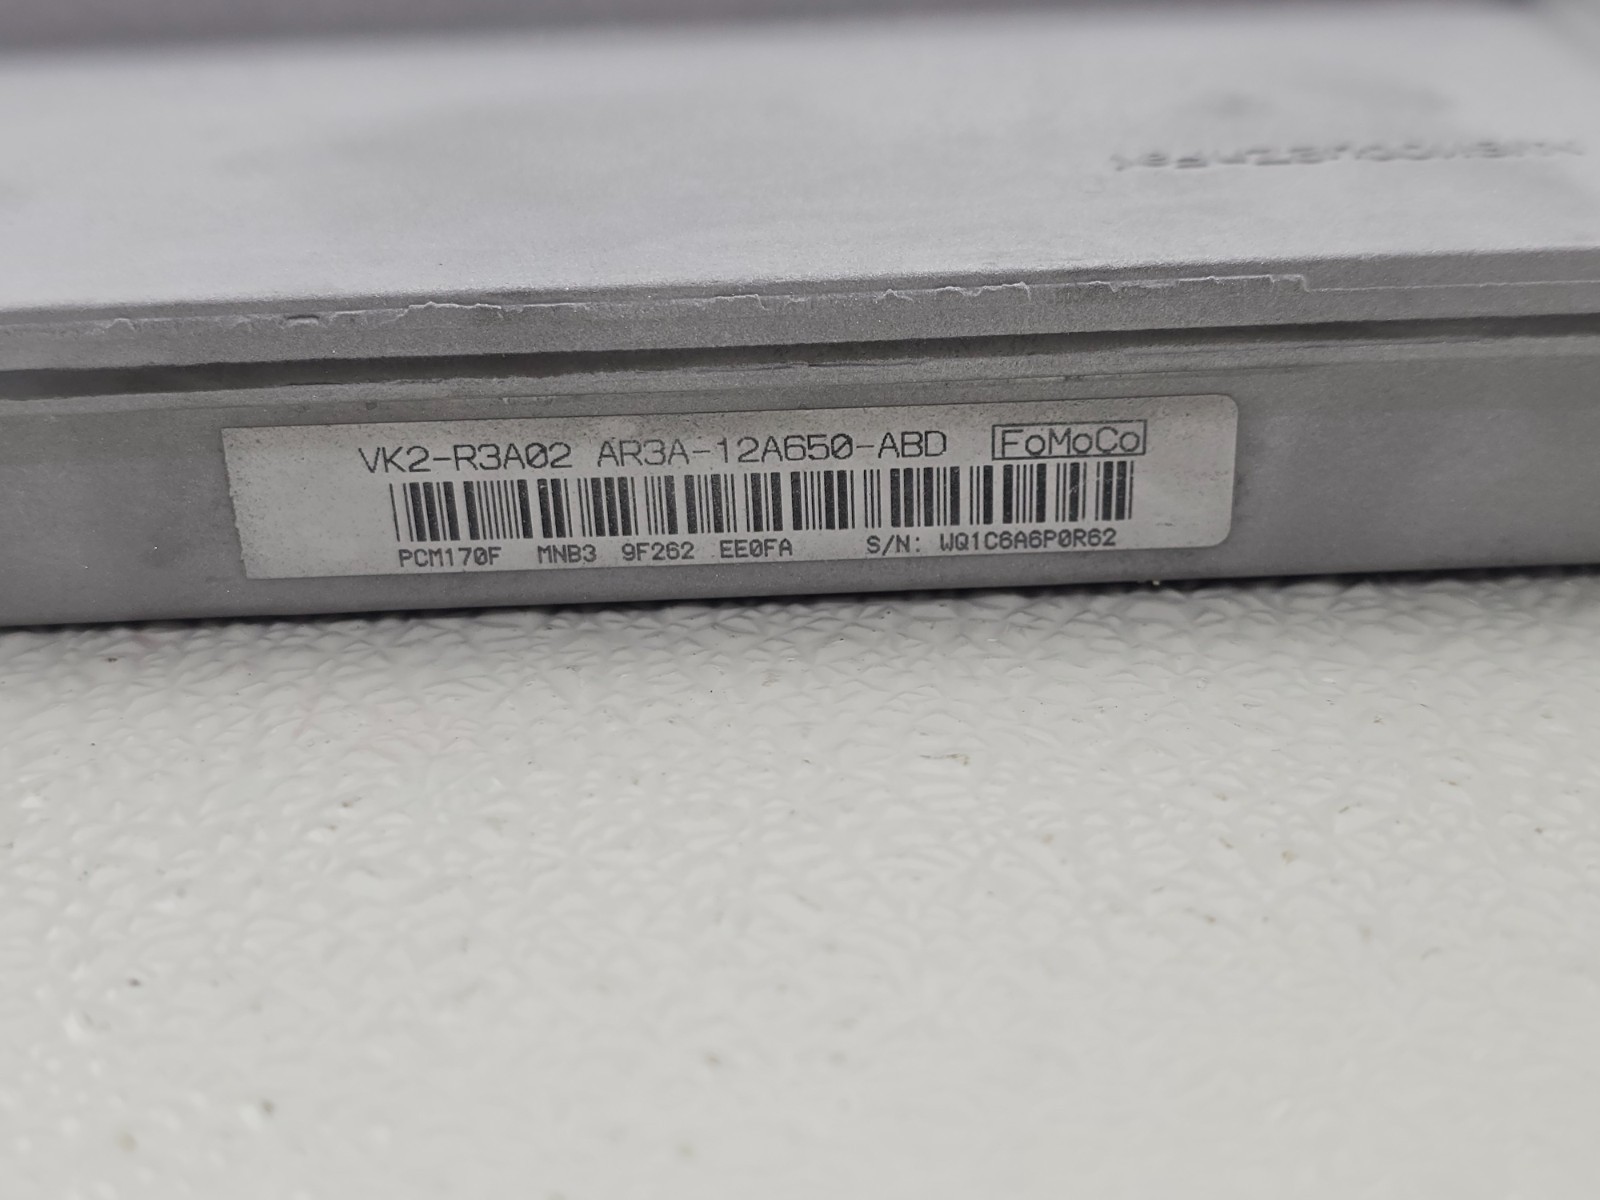 VK2-R3A02 AR3A-12A650-ABD FoMoCo
PCM170F MNB3 9F262 EE0FA S/N: WQ1C6A6P0R62